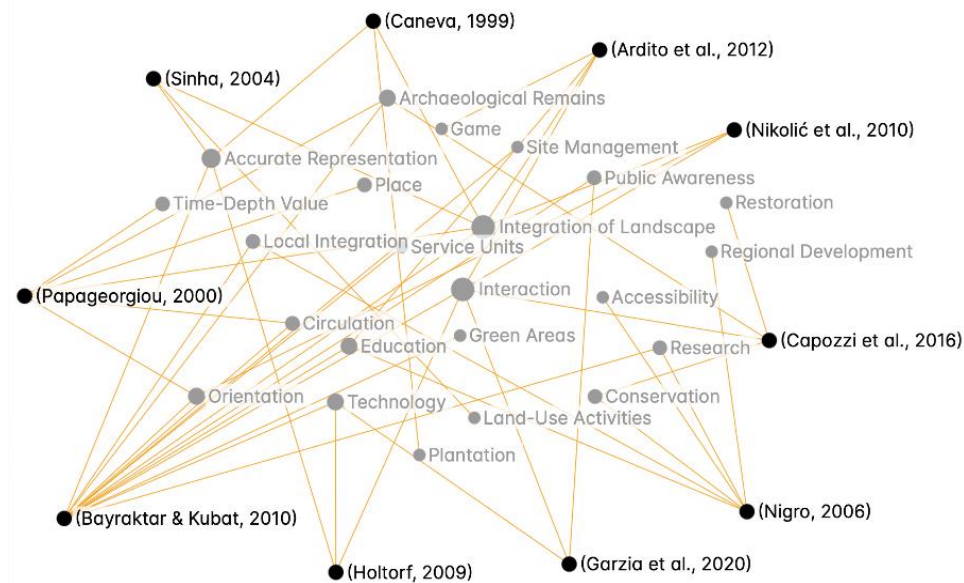 (Caneva, 1999)
(Ardito et al., 2012)
(Sinha, 2004)
Archaeological Remains
Game
(Nikolić et al., 2010)
Site Management
Accurate Representation
Public Awareness
Place
Time-Depth Value
Restoration
Integration of Landscape
Local Integration
Service Units
Regional Development
Interaction
(Papageorgiou, 2000)
Accessibility
Circulation
Green Areas
(Capozzi et al., 2016)
Education
Research
Orientation
Technology
Conservation
Land-Use Activities
Plantation
(Nigro, 2006)
(Bayraktar & Kubat, 2010)
(Garzia et al., 2020)
(Holtorf, 2009)